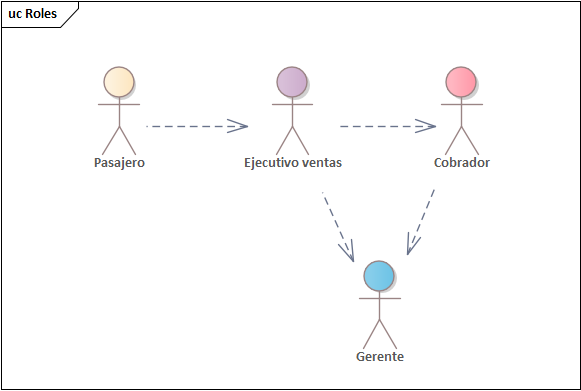 uc Roles
Pasajero
Ejecutivo ventas
Cobrador
Gerente